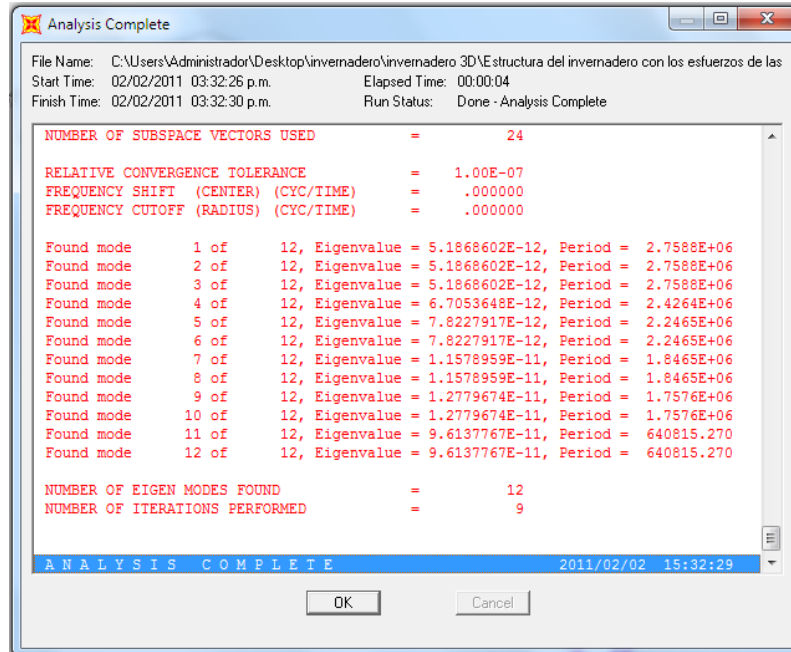 Analysis Complete
File Name: C:\Users\Administrador\Desktop\invernadero\invernadero 3D\Estructura del invernadero con los esfuerzos de las
Start Time: 02/02/2011 03:32:26 p.m. Elapsed Time: 00:00:04
Finish Time: 02/02/2011 03:32:30 p.m. Run Status: Done - Analysis Complete
NUMBER OF SUBSPACE VECTORS USED = 24
RELATIVE CONVERGENCE TOLERANCE = 1.00E-07
FREQUENCY SHIFT (CENTER) (CYC/TIME) = .000000
FREQUENCY CUTOFF (RADIUS) (CYC/TIME) = .000000
Found mode 1 of 12, Eigenvalue = 5.1868602E-12, Period = 2.7588E+06
Found mode 2 of 12, Eigenvalue = 5.1868602E-12, Period = 2.7588E+06
Found mode 3 of 12, Eigenvalue = 5.1868602E-12, Period = 2.7588E+06
Found mode 4 of 12, Eigenvalue = 6.7053648E-12, Period = 2.4264E+06
Found mode 5 of 12, Eigenvalue = 7.8227917E-12, Period = 2.2465E+06
Found mode 6 of 12, Eigenvalue = 7.8227917E-12, Period = 2.2465E+06
Found mode 7 of 12, Eigenvalue = 1.1578959E-11, Period = 1.8465E+06
Found mode 8 of 12, Eigenvalue = 1.1578959E-11, Period = 1.8465E+06
Found mode 9 of 12, Eigenvalue = 1.2779674E-11, Period = 1.7576E+06
Found mode 10 of 12, Eigenvalue = 1.2779674E-11, Period = 1.7576E+06
Found mode 11 of 12, Eigenvalue = 9.6137767E-11, Period = 640815.270
Found mode 12 of 12, Eigenvalue = 9.6137767E-11, Period = 640815.270
NUMBER OF EIGEN MODES FOUND = 12
NUMBER OF ITERATIONS PERFORMED = 9
A N A L Y S I S C O M P L E T E 2011/02/02 15:32:29
OK Cancel